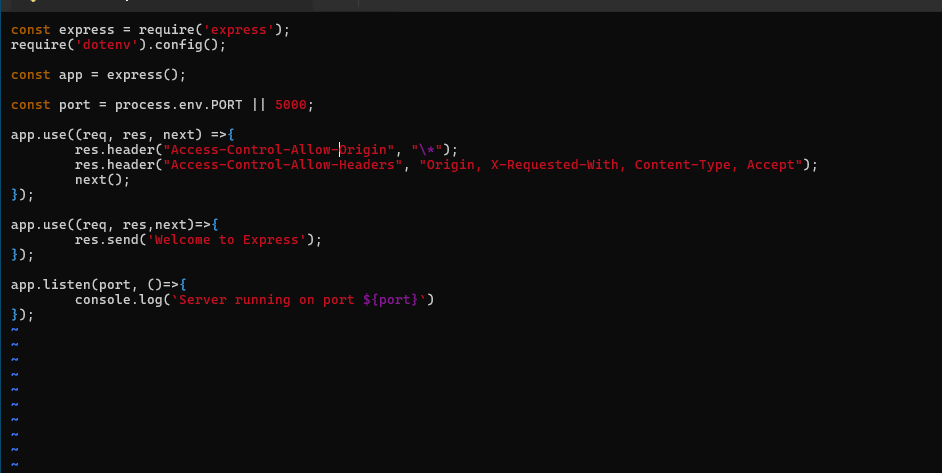 const express = require('express');
require('dotenv').config();
const app = express();
const port = process.env.PORT || 5000;
app.use((req, res, next) =>{
res.header("Access-Control-Allow-Origin", "\*");
res.header("Access-Control-Allow-Headers", "Origin, X-Requested-With, Content-Type, Accept");
next();
});
app.use((req, res,next)=>{
res.send('Welcome to Express');
});
app.listen(port, ()=>{
console.log(`Server running on port ${port}`)
});
~
~
~
~
~
~
~
~
~
~